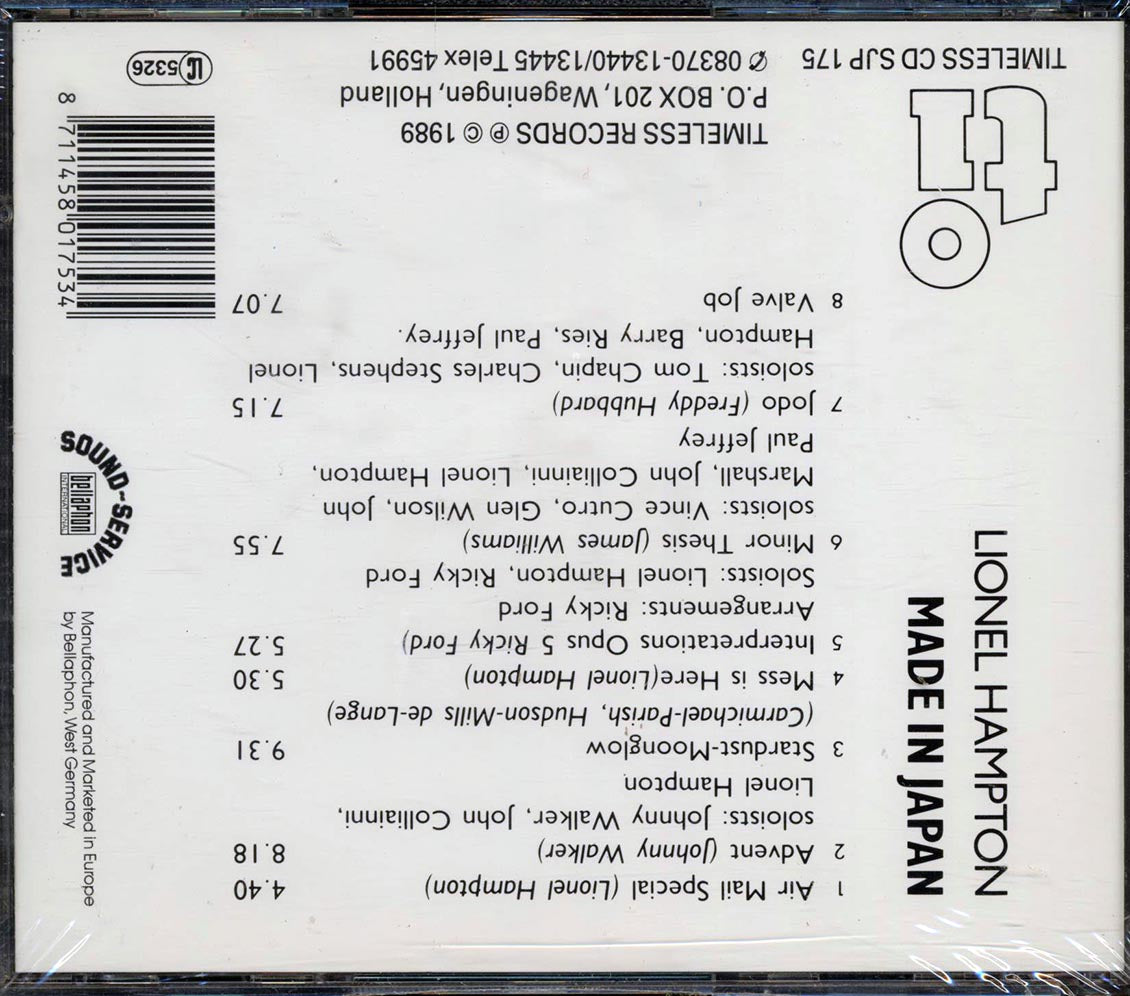 LIONEL HAMPTON
MADE IN JAPAN
1 Air Mail Special (Lionel Hampton) 4.40
2 Advent (Johnny Walker) 8.18
soloists: Johnny Walker, John Colliainni,
Lionel Hampton
3 Stardust-Moonglow 9.31
(Carmichael-Parish, Hudson-Mills de-Lange)
4 Mess is Here(Lionel Hampton) 5.30
5 Interpretations Opus 5 Ricky Ford) 5.27
Arrangements: Ricky Ford
Soloists: Lionel Hampton, Ricky Ford
6 Minor Thesis (James Williams) 7.55
soloists: Vince Cutro, Glen Wilson, John
Marshall, John Colliainni, Lionel Hampton,
Paul Jeffrey
7 Jodo (Freddy Hubbard) 7.15
soloists: Tom Chapin, Charles Stephens, Lionel
Hampton, Barry Ries, Paul Jeffrey.
8 Valve Job 7.07
TIMELESS RECORDS ℗ © 1989
P.O. BOX 201, Wageningen, Holland
✆ 08370-13440/13445 Telex 45991
TIMELESS CD SJP 175
Manufactured and Marketed in Europe
by Bellaphon, West Germany
SOUND-SERVICE
bellaphon
INTERNATIONAL
8 711458 017534
LC 5326